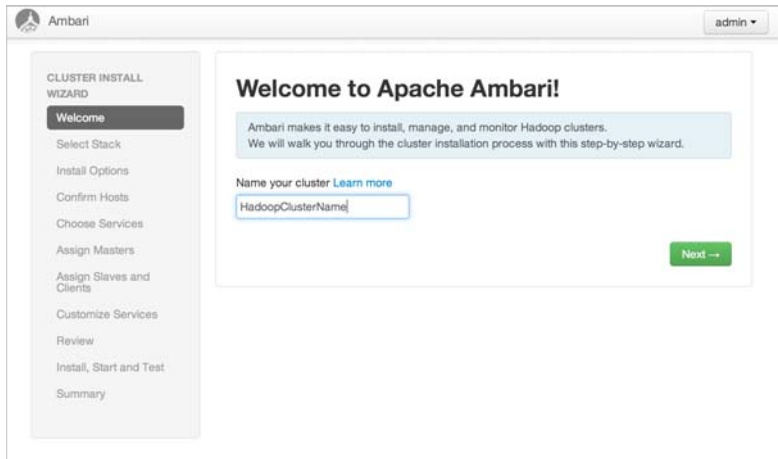 Ambari
admin
CLUSTER INSTALL
WIZARD
Welcome
Select Stack
Install Options
Confirm Hosts
Choose Services
Assign Masters
Assign Slaves and
Clients
Customize Services
Review
Install, Start and Test
Summary
Welcome to Apache Ambari!
Ambari makes it easy to install, manage, and monitor Hadoop clusters.
We will walk you through the cluster installation process with this step-by-step wizard.
Name your cluster Learn more
HadoopClusterName
Next →